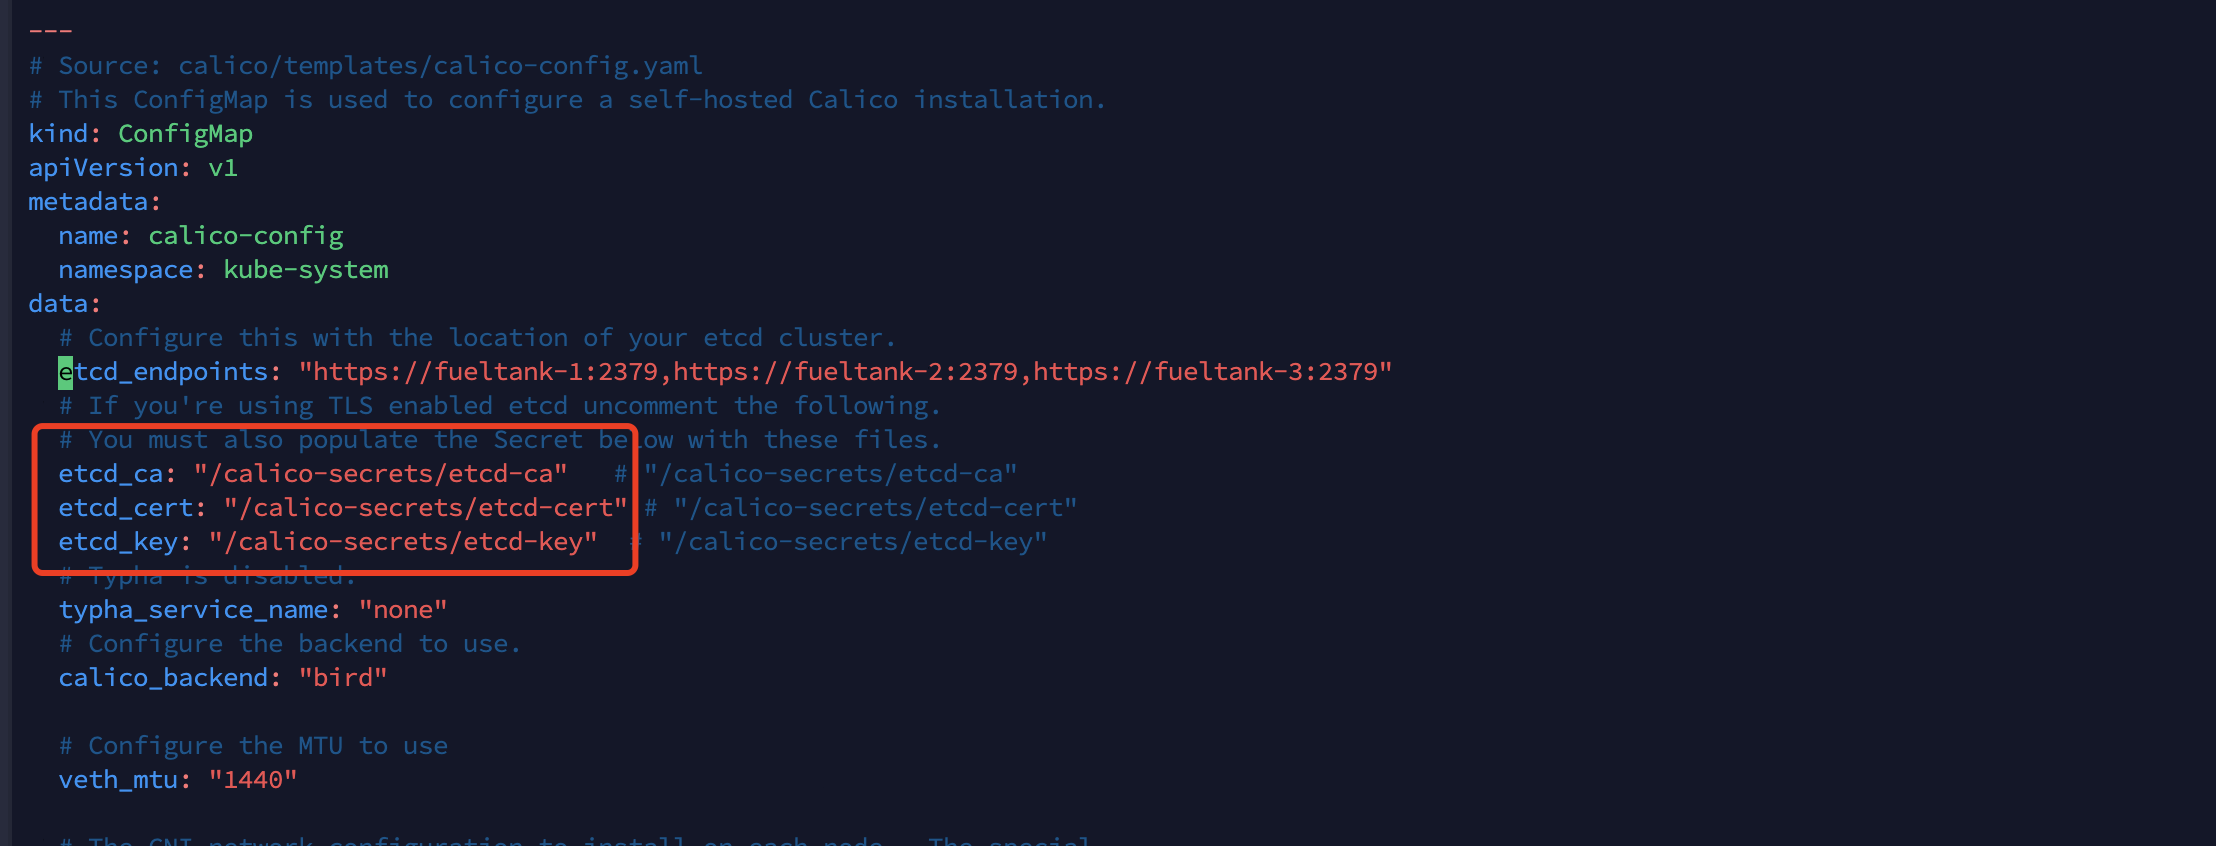 ---
# Source: calico/templates/calico-config.yaml
# This ConfigMap is used to configure a self-hosted Calico installation.
kind: ConfigMap
apiVersion: v1
metadata:
  name: calico-config
  namespace: kube-system
data:
  # Configure this with the location of your etcd cluster.
  etcd_endpoints: "https://fueltank-1:2379,https://fueltank-2:2379,https://fueltank-3:2379"
  # If you're using TLS enabled etcd uncomment the following.
  # You must also populate the Secret below with these files.
  etcd_ca: "/calico-secrets/etcd-ca"   # "/calico-secrets/etcd-ca"
  etcd_cert: "/calico-secrets/etcd-cert" # "/calico-secrets/etcd-cert"
  etcd_key: "/calico-secrets/etcd-key"  # "/calico-secrets/etcd-key"
  # Typha is disabled.
  typha_service_name: "none"
  # Configure the backend to use.
  calico_backend: "bird"
  # Configure the MTU to use
  veth_mtu: "1440"
  # The CNI network configuration to install on each node.  The special